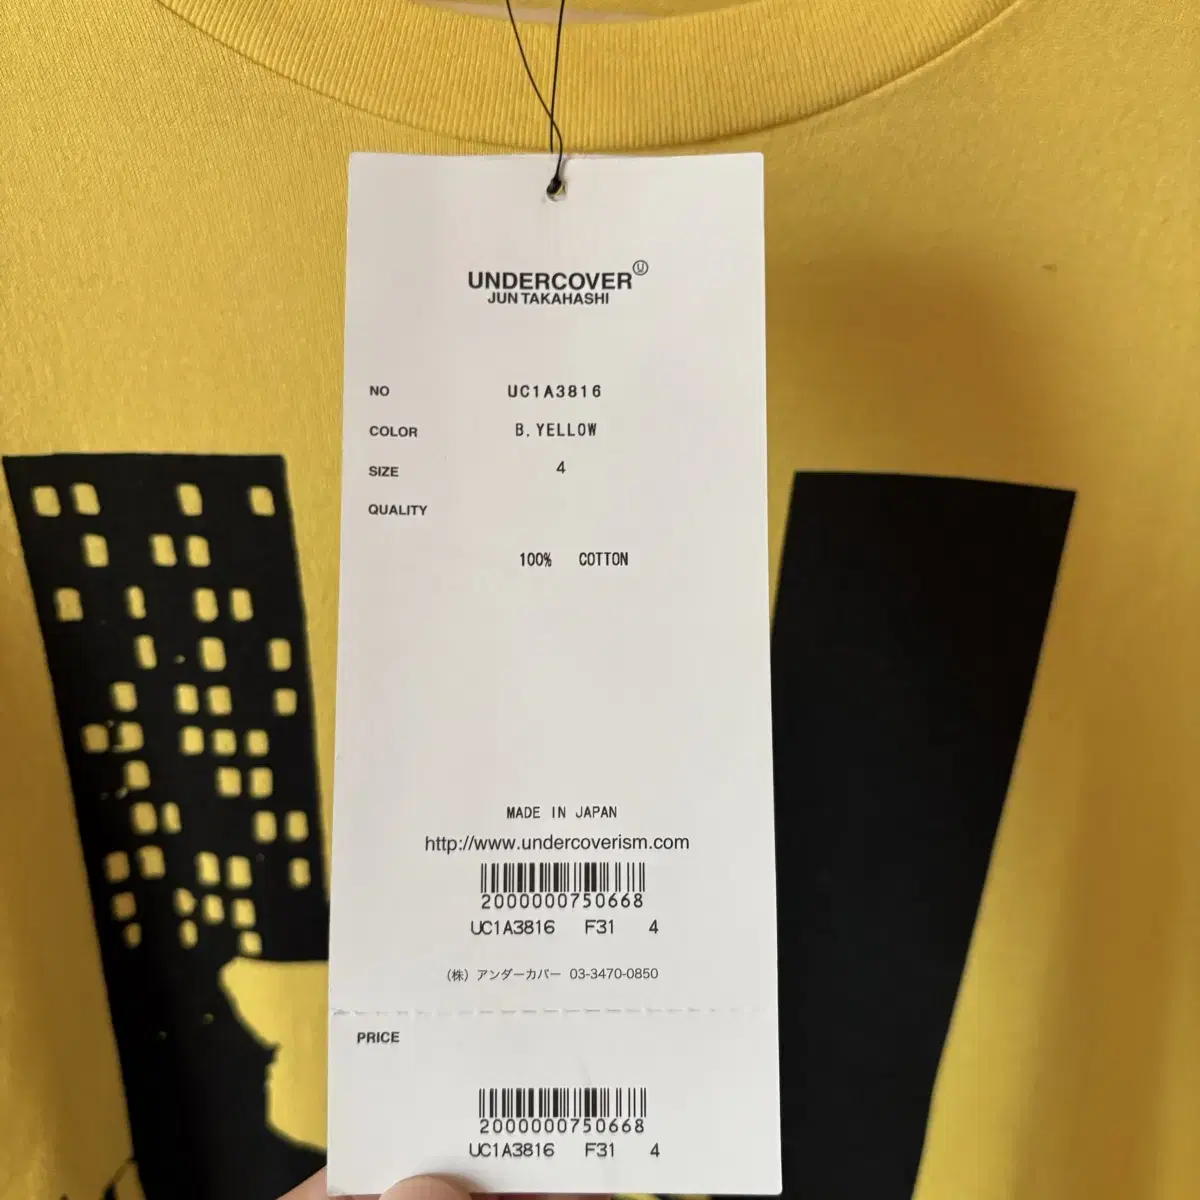 UNDERCOVER Ⓤ
JUN TAKAHASHI
NO UC1A3816
COLOR B.YELLOW
SIZE 4
QUALITY
100% COTTON
MADE IN JAPAN
http://www.undercoverism.com
2000000750668
UC1A3816 F31 4
(株) アンダーカバー 03-3470-0850
PRICE
2000000750668
UC1A3816 F31 4